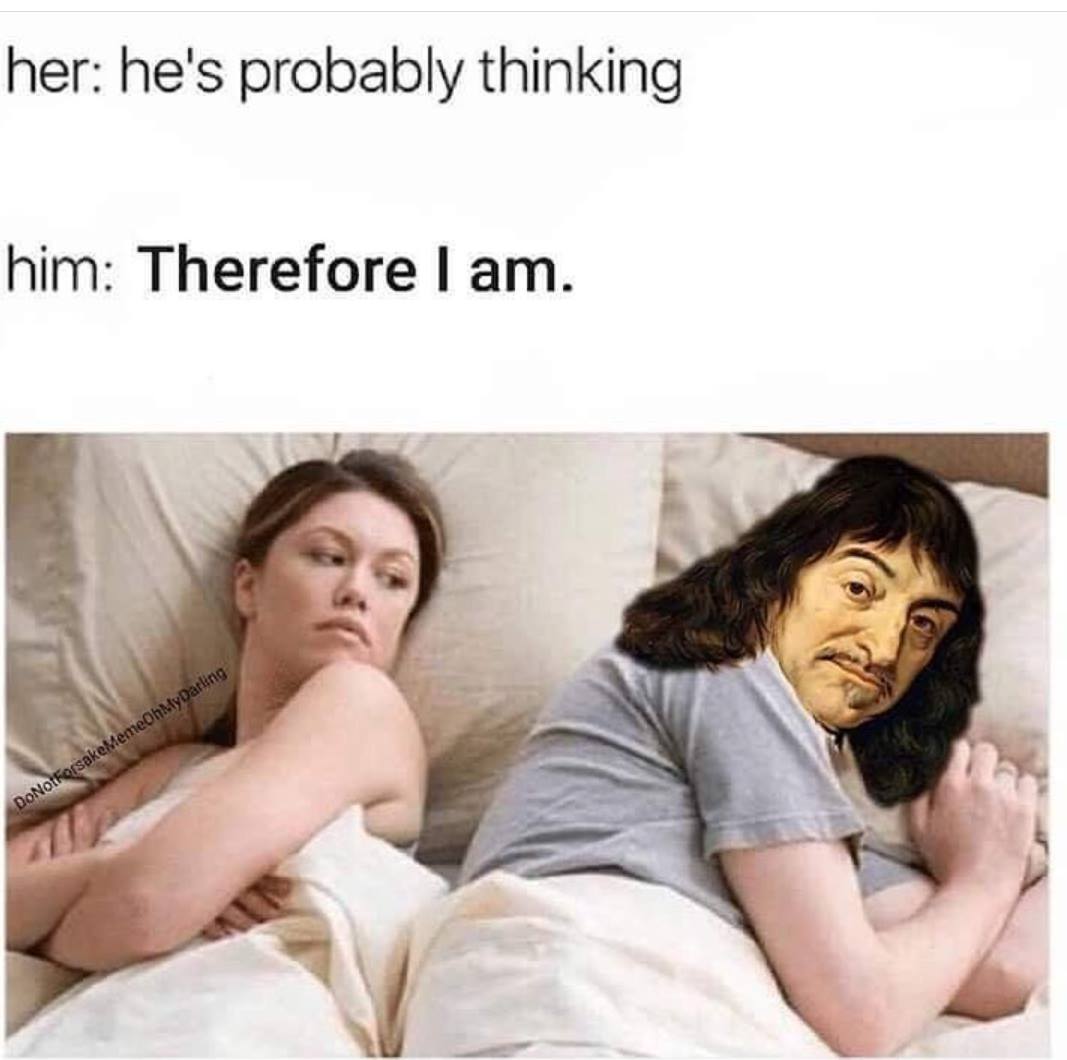 her: he's probably thinking
him: Therefore I am.
DoNotForsakeMemeOhMyDarling